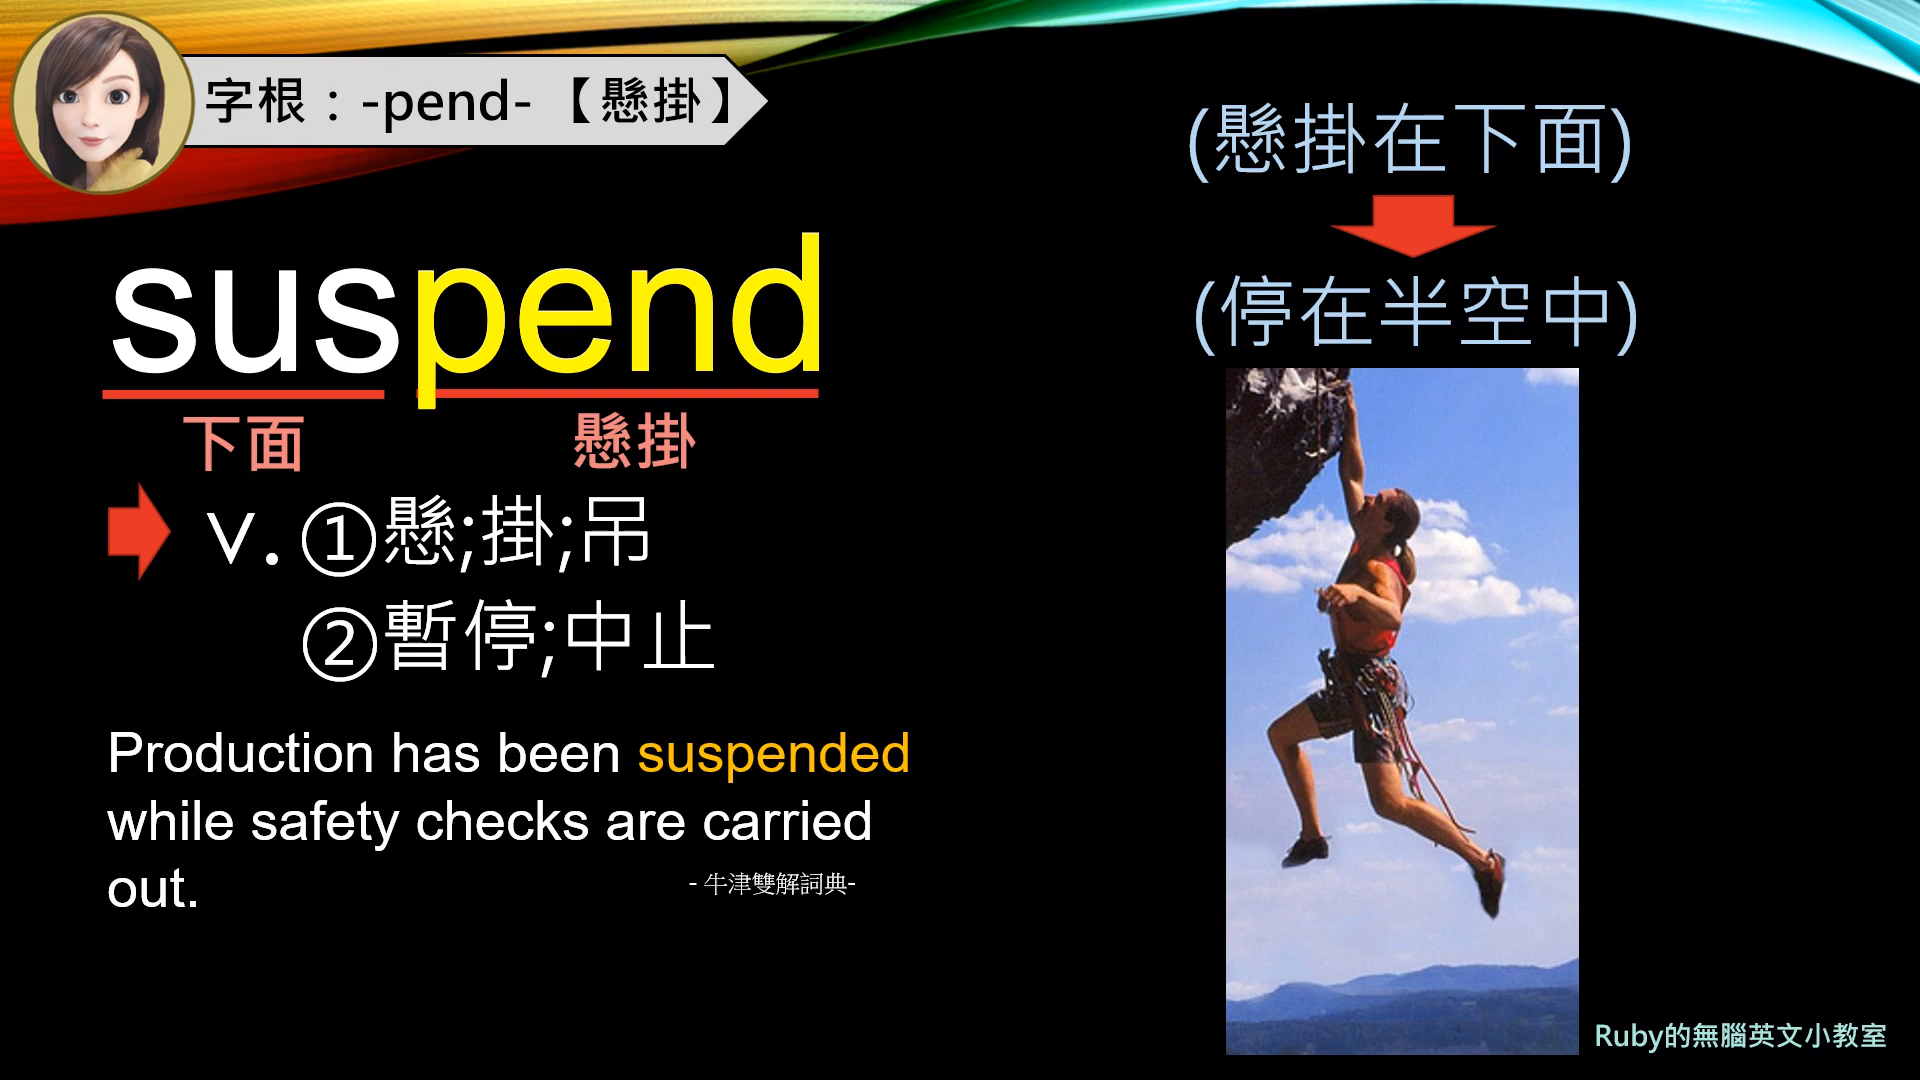 字根：-pend-【懸掛】
suspend
下面 懸掛
v. ①懸;掛;吊
②暫停;中止
Production has been suspended
while safety checks are carried
out.
- 牛津雙解詞典-
(懸掛在下面)
(停在半空中)
Ruby的無腦英文小教室